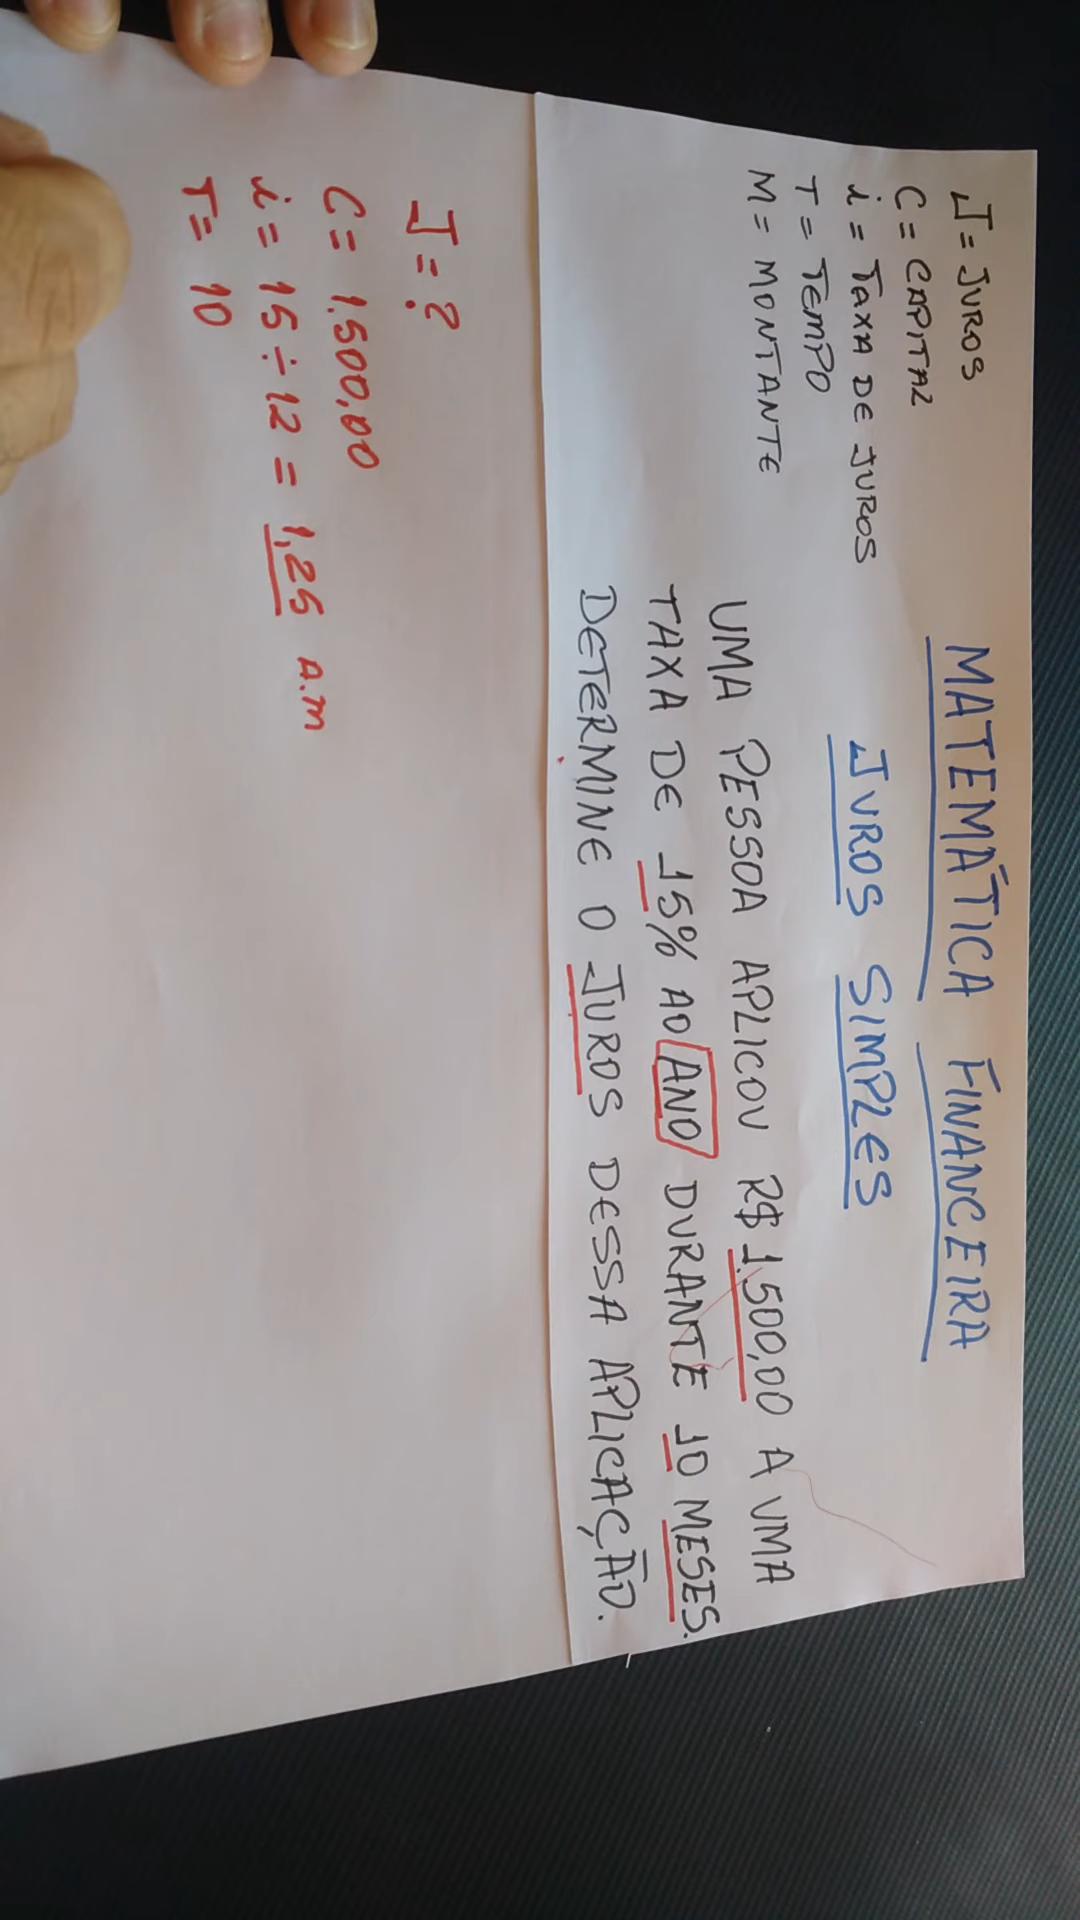 MATEMÁTICA FINANCEIRA
J = JUROS
C = CAPITAL
i = TAXA DE JUROS
T = TEMPO
M = MONTANTE
JUROS SIMPLES
UMA PESSOA APLICOU R$ 1.500,00 A UMA
TAXA DE 15% AO ANO DURANTE 10 MESES.
DETERMINE O JUROS DESSA APLICAÇÃO.
J = ?
C = 1.500,00
i = 15 ÷ 12 = 1,25 A.M
T = 10